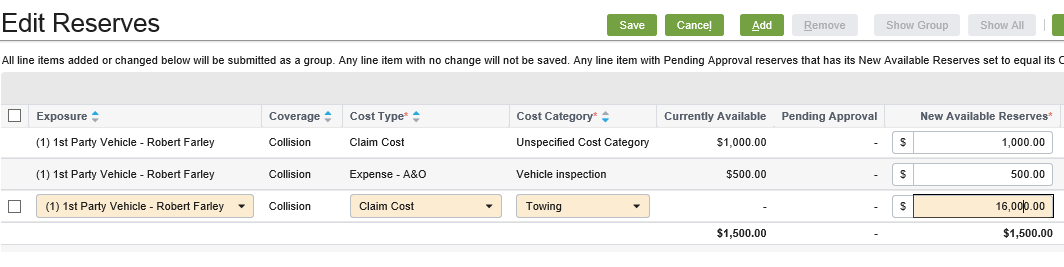 Edit Reserves Save Cancel Add Remove Show Group Show All
All line items added or changed below will be submitted as a group. Any line item with no change will not be saved. Any line item with Pending Approval reserves that has its New Available Reserves set to equal its
Exposure Coverage Cost Type* Cost Category* Currently Available Pending Approval New Available Reserves*
(1) 1st Party Vehicle - Robert Farley Collision Claim Cost Unspecified Cost Category $1,000.00 - $ 1,000.00
(1) 1st Party Vehicle - Robert Farley Collision Expense - A&O Vehicle inspection $500.00 - $ 500.00
(1) 1st Party Vehicle - Robert Farley Collision Claim Cost Towing - - $ 16,000.00
$1,500.00 - $1,500.00